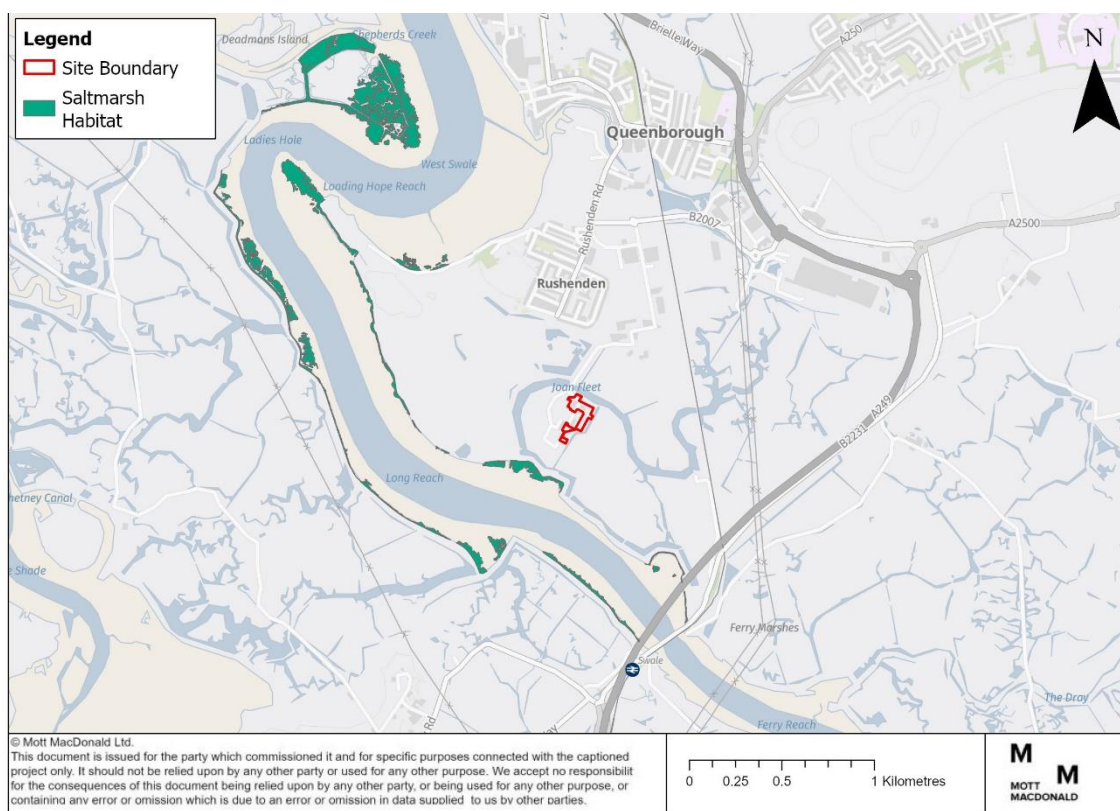 Legend
Site Boundary
Saltmarsh
Habitat
Deadmans Island
Shepherds Creek
Brielle Way
A250
N
Ladies Hole
Queenborough
West Swale
Loading Hope Reach
Rushenden Rd
B2007
A2500
Rushenden
Joan Fleet
A249
B2231
Long Reach
hetney Canal
e Shade
Ferry Marshes
Swale
The Dray
Rd
Ferry Reach
© Mott MacDonald Ltd.
This document is issued for the party which commissioned it and for specific purposes connected with the captioned
project only. It should not be relied upon by any other party or used for any other purpose. We accept no responsibilit
for the consequences of this document being relied upon by any other party, or being used for any other purpose, or
containing any error or omission which is due to an error or omission in data supplied to us by other parties.
0 0.25 0.5 1 Kilometres
M
M
MOTT
MACDONALD